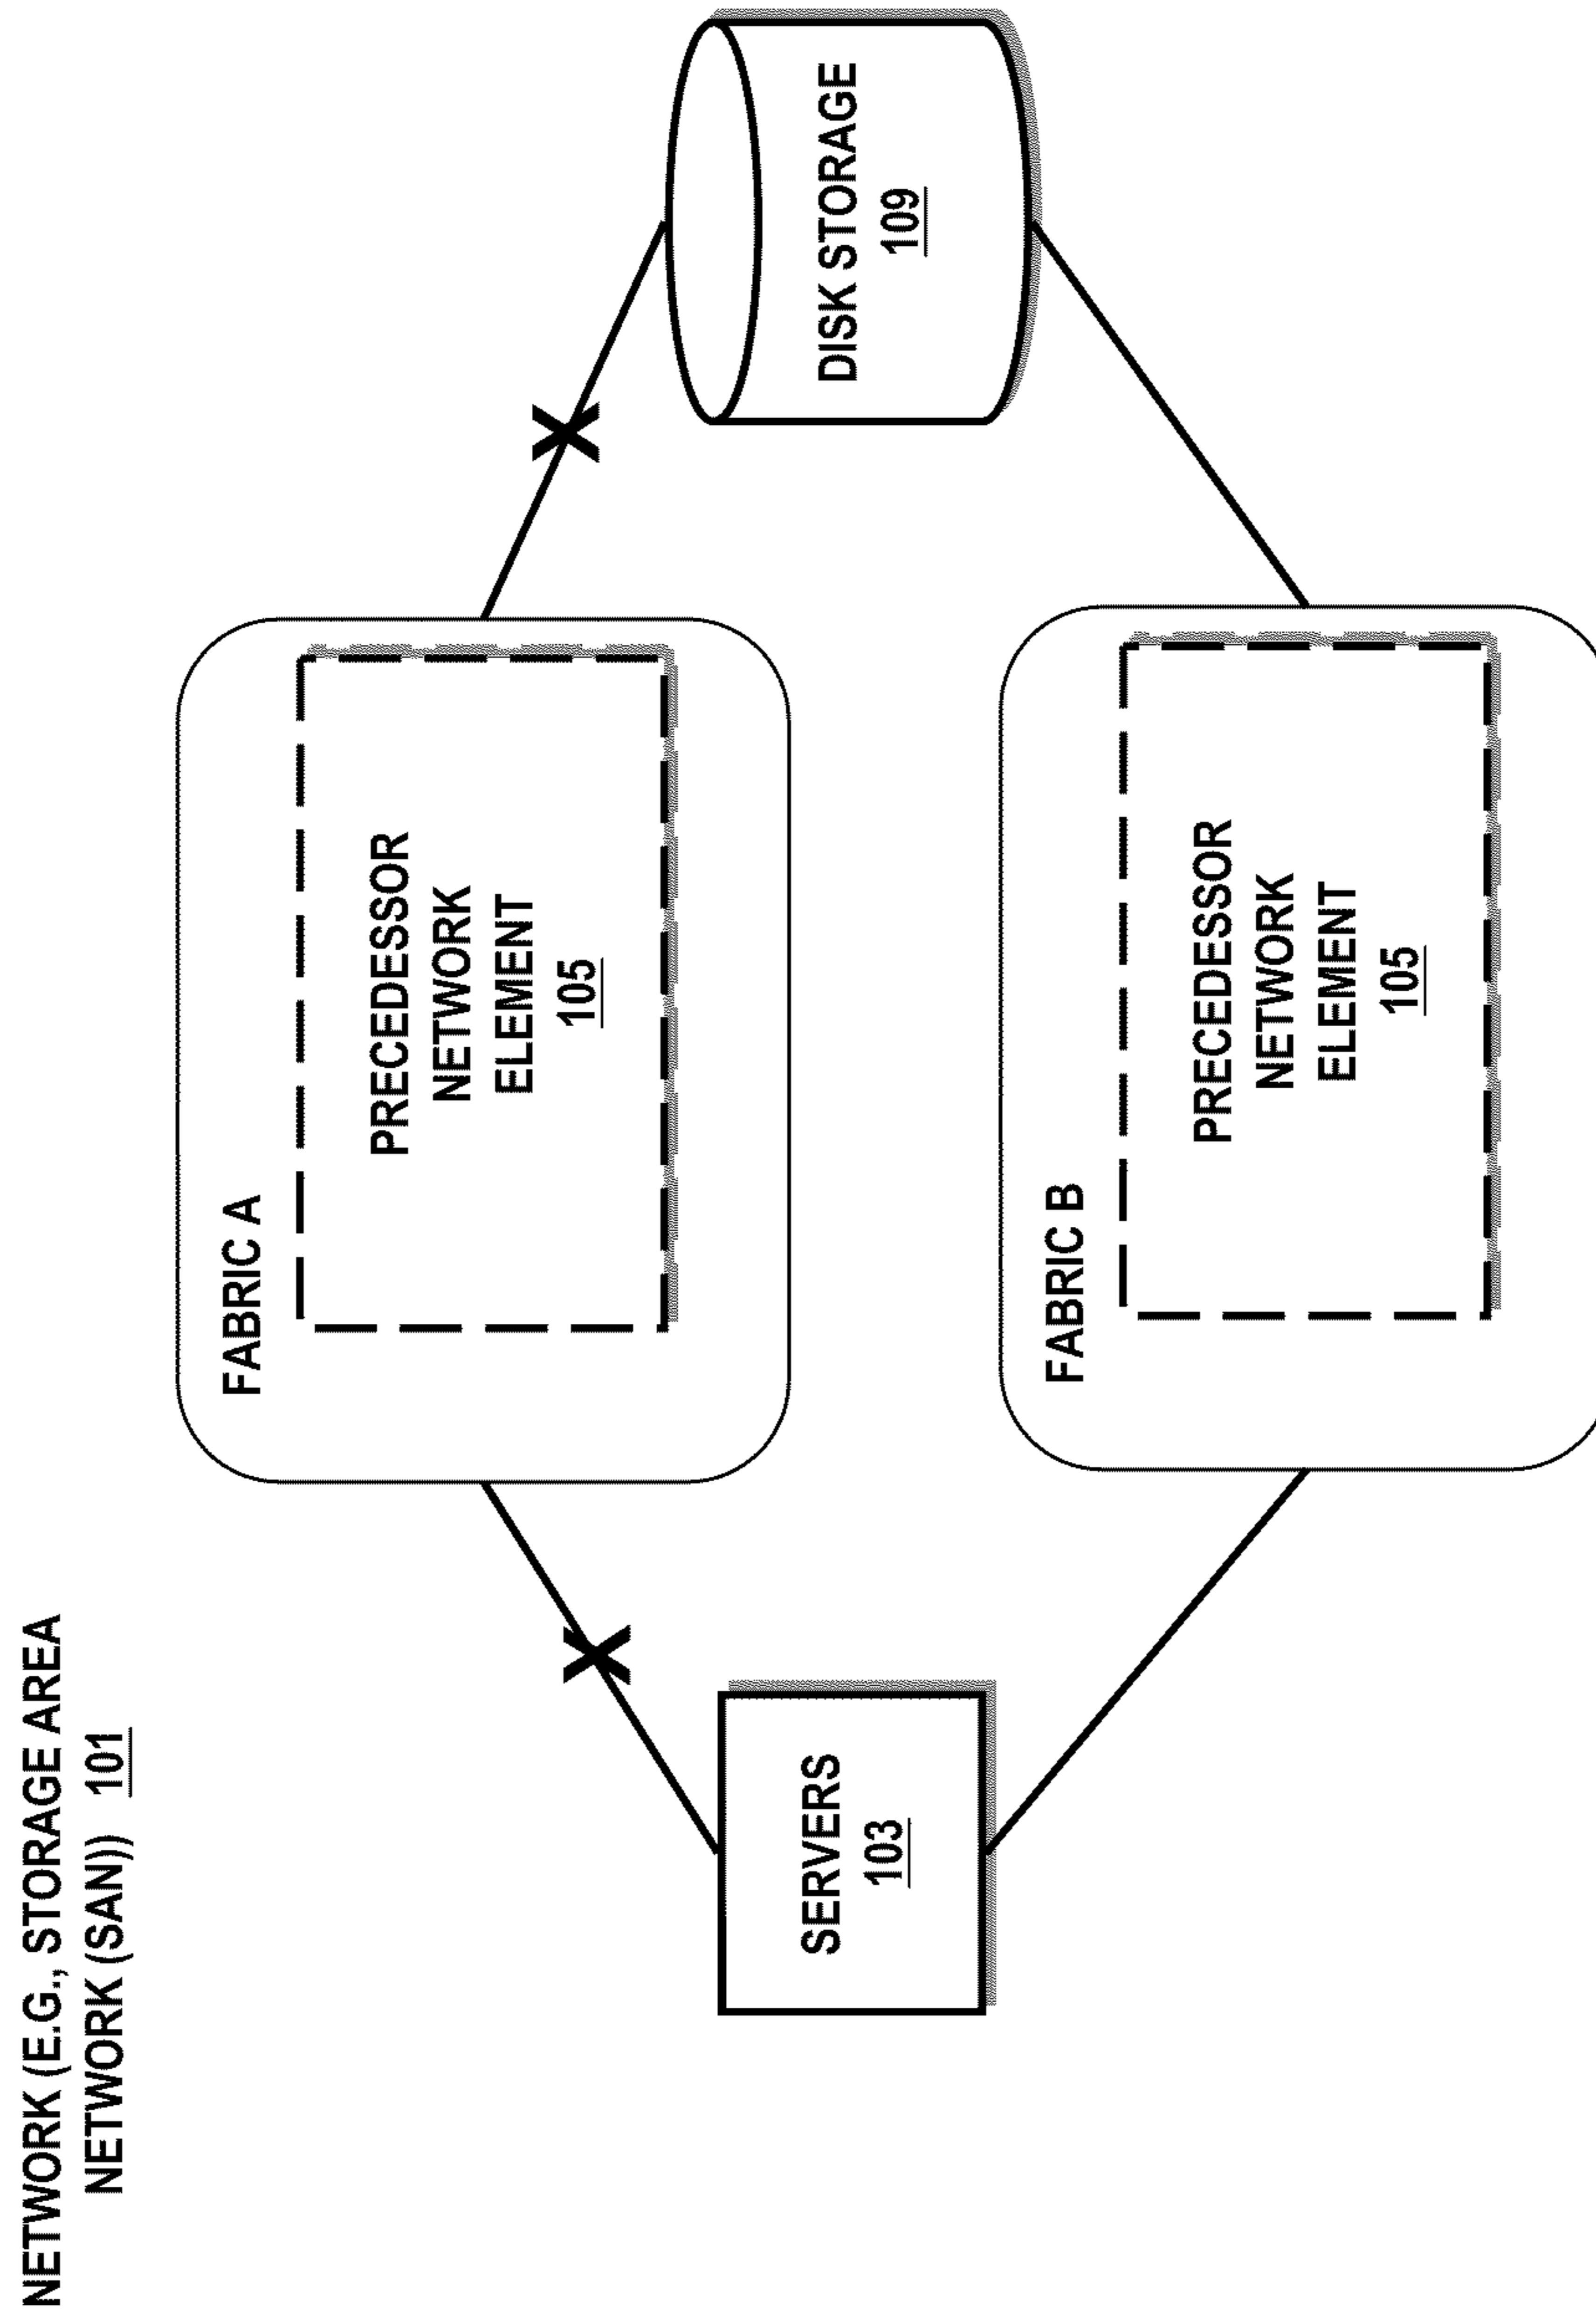 NETWORK (E.G., STORAGE AREA
NETWORK (SAN)) 101
FABRIC A
PRECEDESSOR
NETWORK
ELEMENT
105
SERVERS
103
DISK STORAGE
109
FABRIC B
PRECEDESSOR
NETWORK
ELEMENT
105